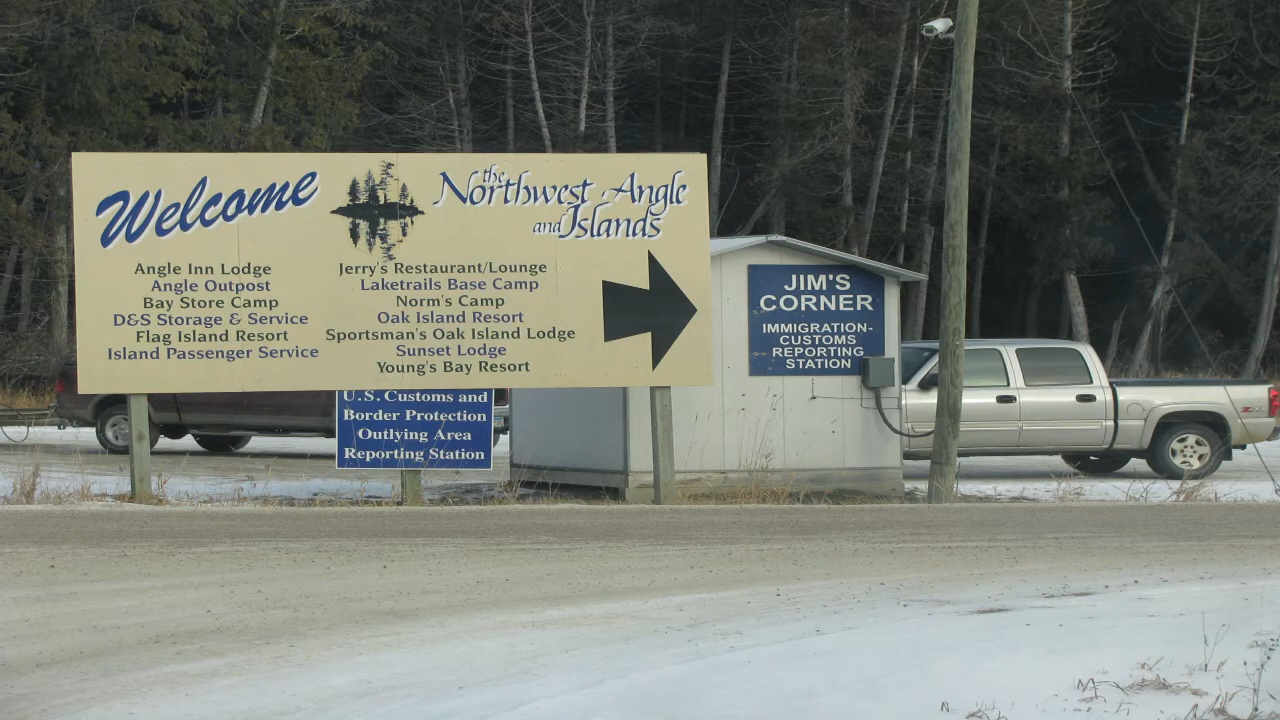 Welcome
the
Northwest Angle
and Islands
Angle Inn Lodge
Angle Outpost
Bay Store Camp
D&S Storage & Service
Flag Island Resort
Island Passenger Service
Jerry's Restaurant/Lounge
Laketrails Base Camp
Norm's Camp
Oak Island Resort
Sportsman's Oak Island Lodge
Sunset Lodge
Young's Bay Resort
U.S. Customs and
Border Protection
Outlying Area
Reporting Station
JIM'S
CORNER
IMMIGRATION-
CUSTOMS
REPORTING
STATION
Z71